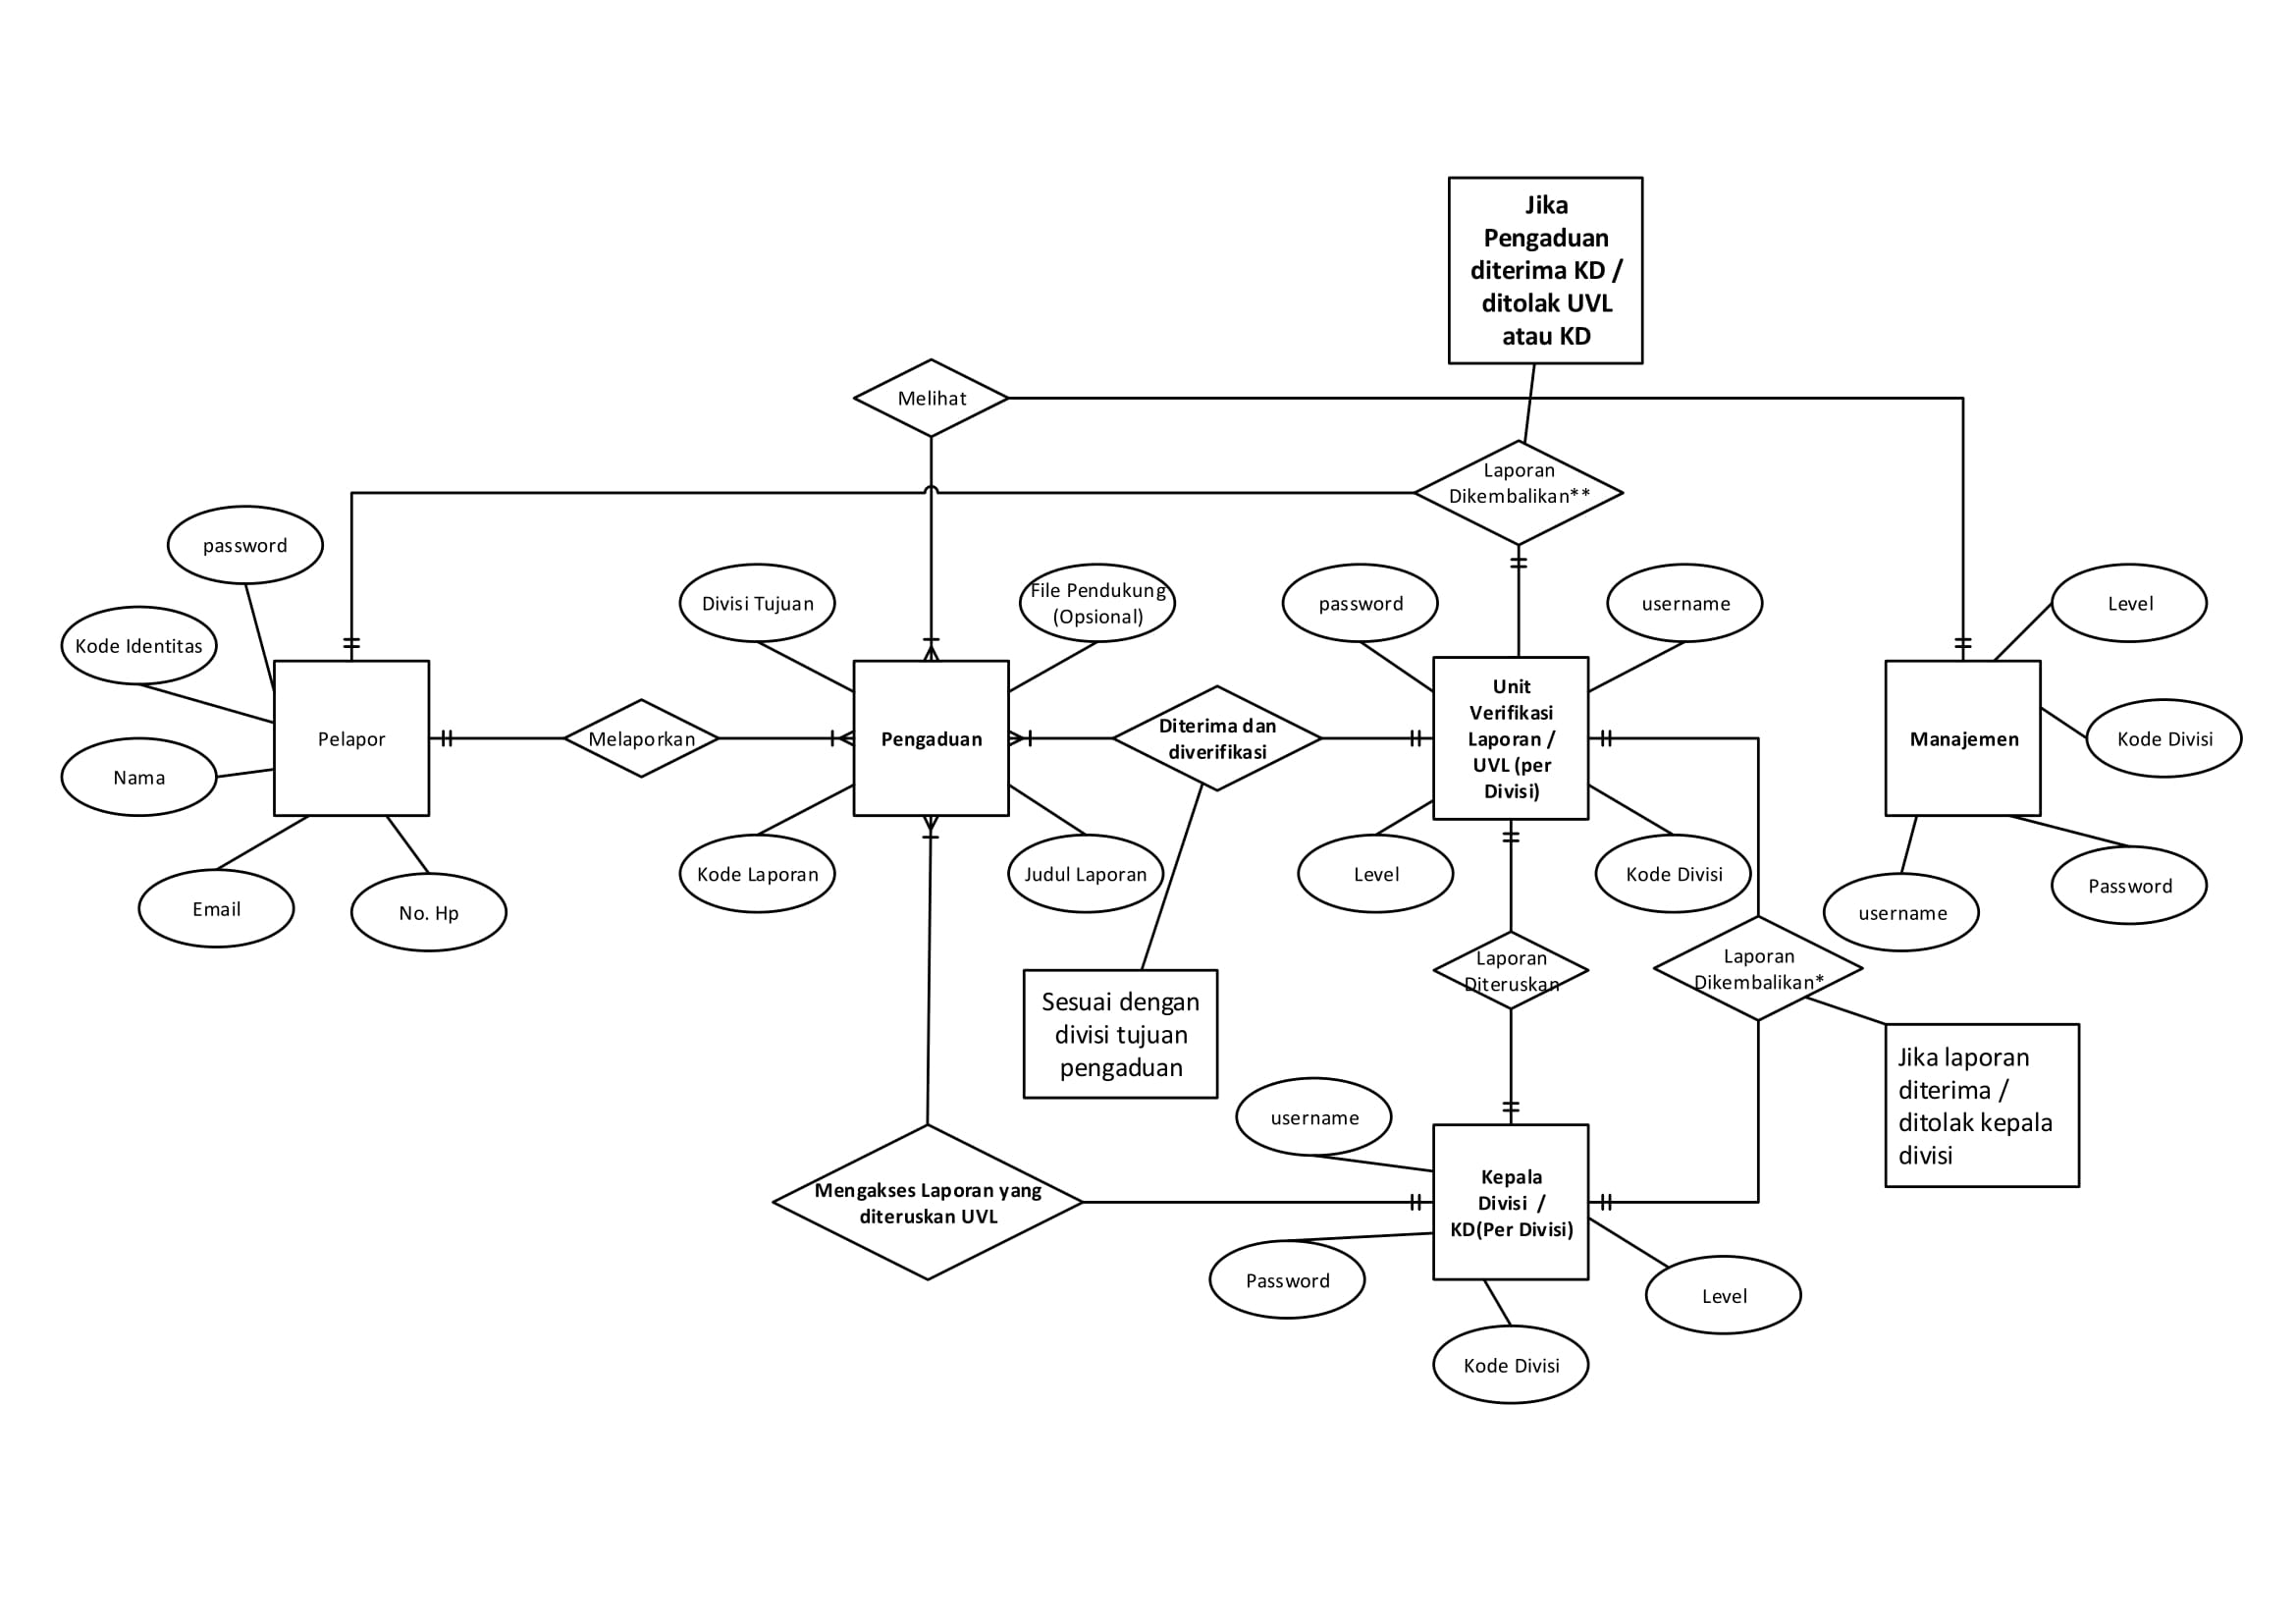 Jika
Pengaduan
diterima KD /
ditolak UVL
atau KD
Melihat
Laporan
Dikembalikan**
password
Kode Identitas
Nama
Email
No. Hp
Pelapor
Melaporkan
Divisi Tujuan
File Pendukung
(Opsional)
Pengaduan
Kode Laporan
Judul Laporan
Diterima dan
diverifikasi
Sesuai dengan
divisi tujuan
pengaduan
password
username
Unit
Verifikasi
Laporan /
UVL (per
Divisi)
Level
Kode Divisi
Level
Kode Divisi
Manajemen
username
Password
Laporan
Diteruskan
Laporan
Dikembalikan*
Jika laporan
diterima /
ditolak kepala
divisi
Mengakses Laporan yang
diteruskan UVL
username
Kepala
Divisi /
KD(Per Divisi)
Password
Level
Kode Divisi